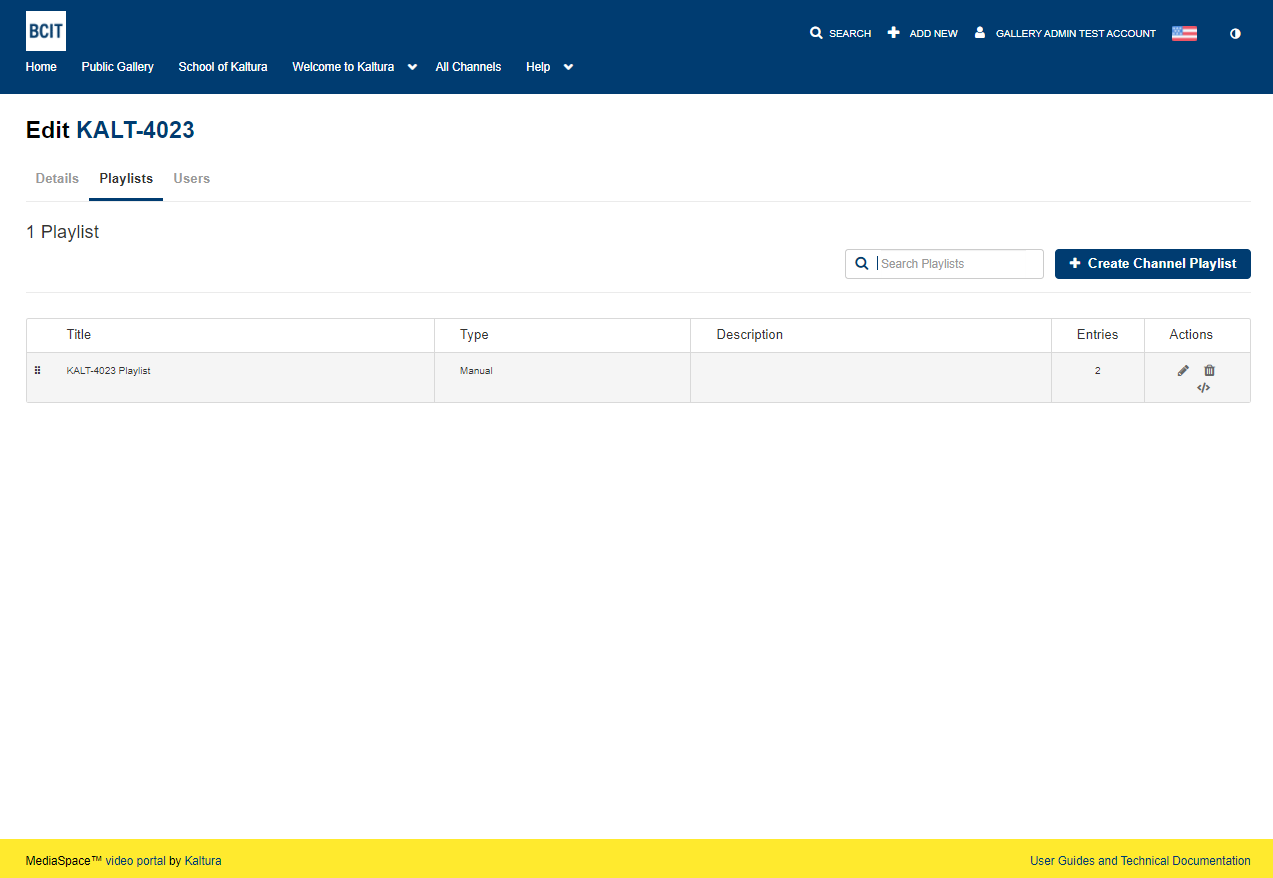 BCIT
SEARCH ADD NEW GALLERY ADMIN TEST ACCOUNT
Home Public Gallery School of Kaltura Welcome to Kaltura All Channels Help
Edit KALT-4023
Details Playlists Users
1 Playlist
Search Playlists
Create Channel Playlist
Title Type Description Entries Actions
KALT-4023 Playlist Manual 2
MediaSpace™ video portal by Kaltura
User Guides and Technical Documentation